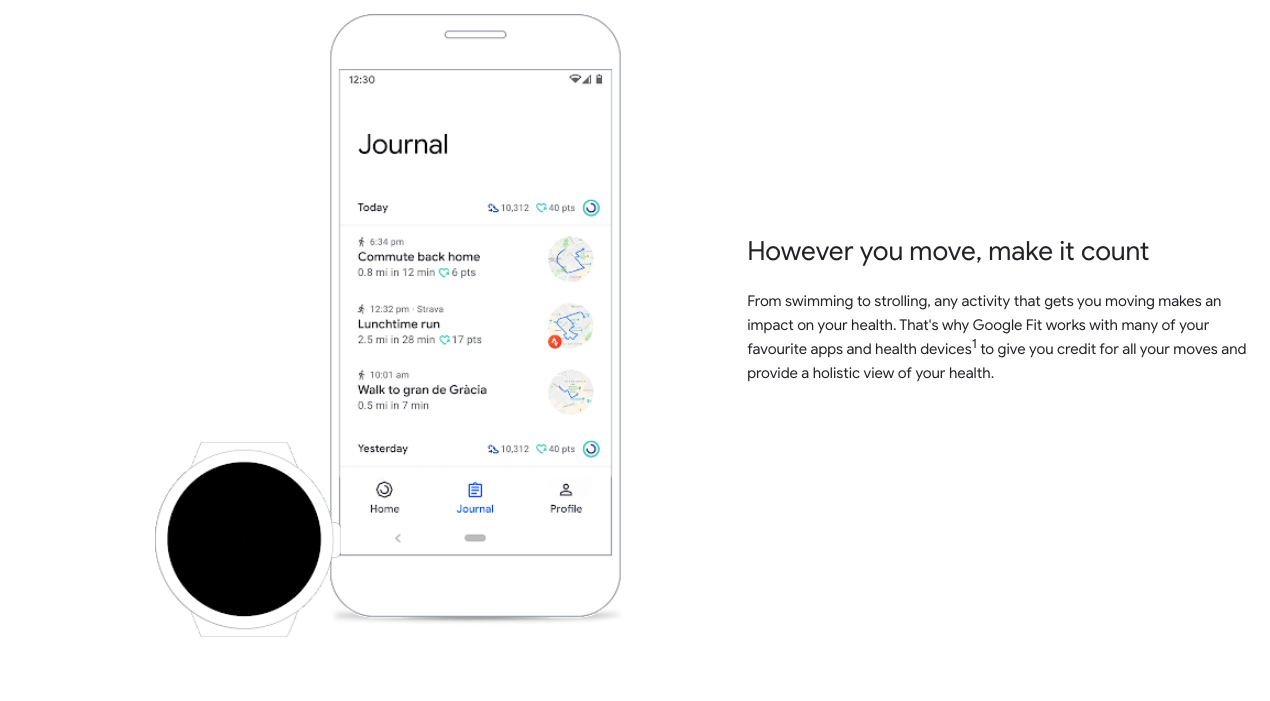 12:30
Journal
Today 10,312 40 pts
6:34 pm
Commute back home
0.8 mi in 12 min 6 pts
12:32 pm · Strava
Lunchtime run
2.5 mi in 28 min 17 pts
10:01 am
Walk to gran de Gràcia
0.5 mi in 7 min
Yesterday 10,312 40 pts
Home Journal Profile
However you move, make it count
From swimming to strolling, any activity that gets you moving makes an
impact on your health. That's why Google Fit works with many of your
favourite apps and health devices1 to give you credit for all your moves and
provide a holistic view of your health.